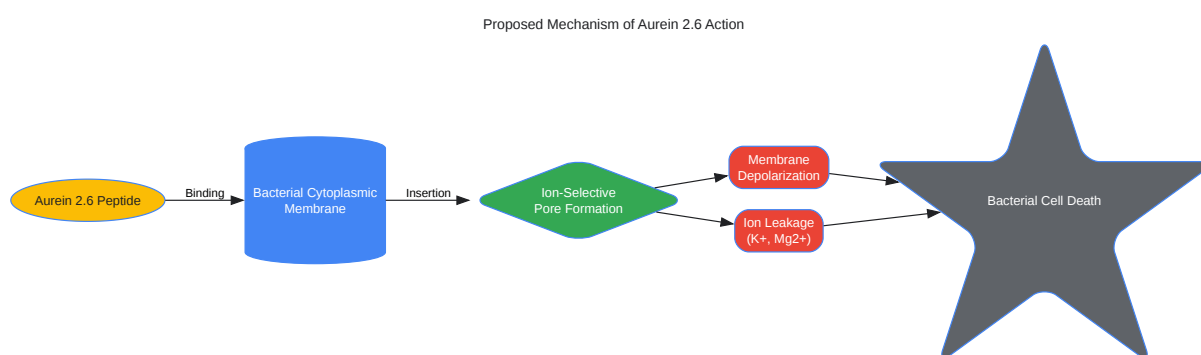 Proposed Mechanism of Aurein 2.6 Action
Aurein 2.6 Peptide
Binding
Bacterial Cytoplasmic
Membrane
Insertion
Ion-Selective
Pore Formation
Membrane
Depolarization
Ion Leakage
(K+, Mg2+)
Bacterial Cell Death